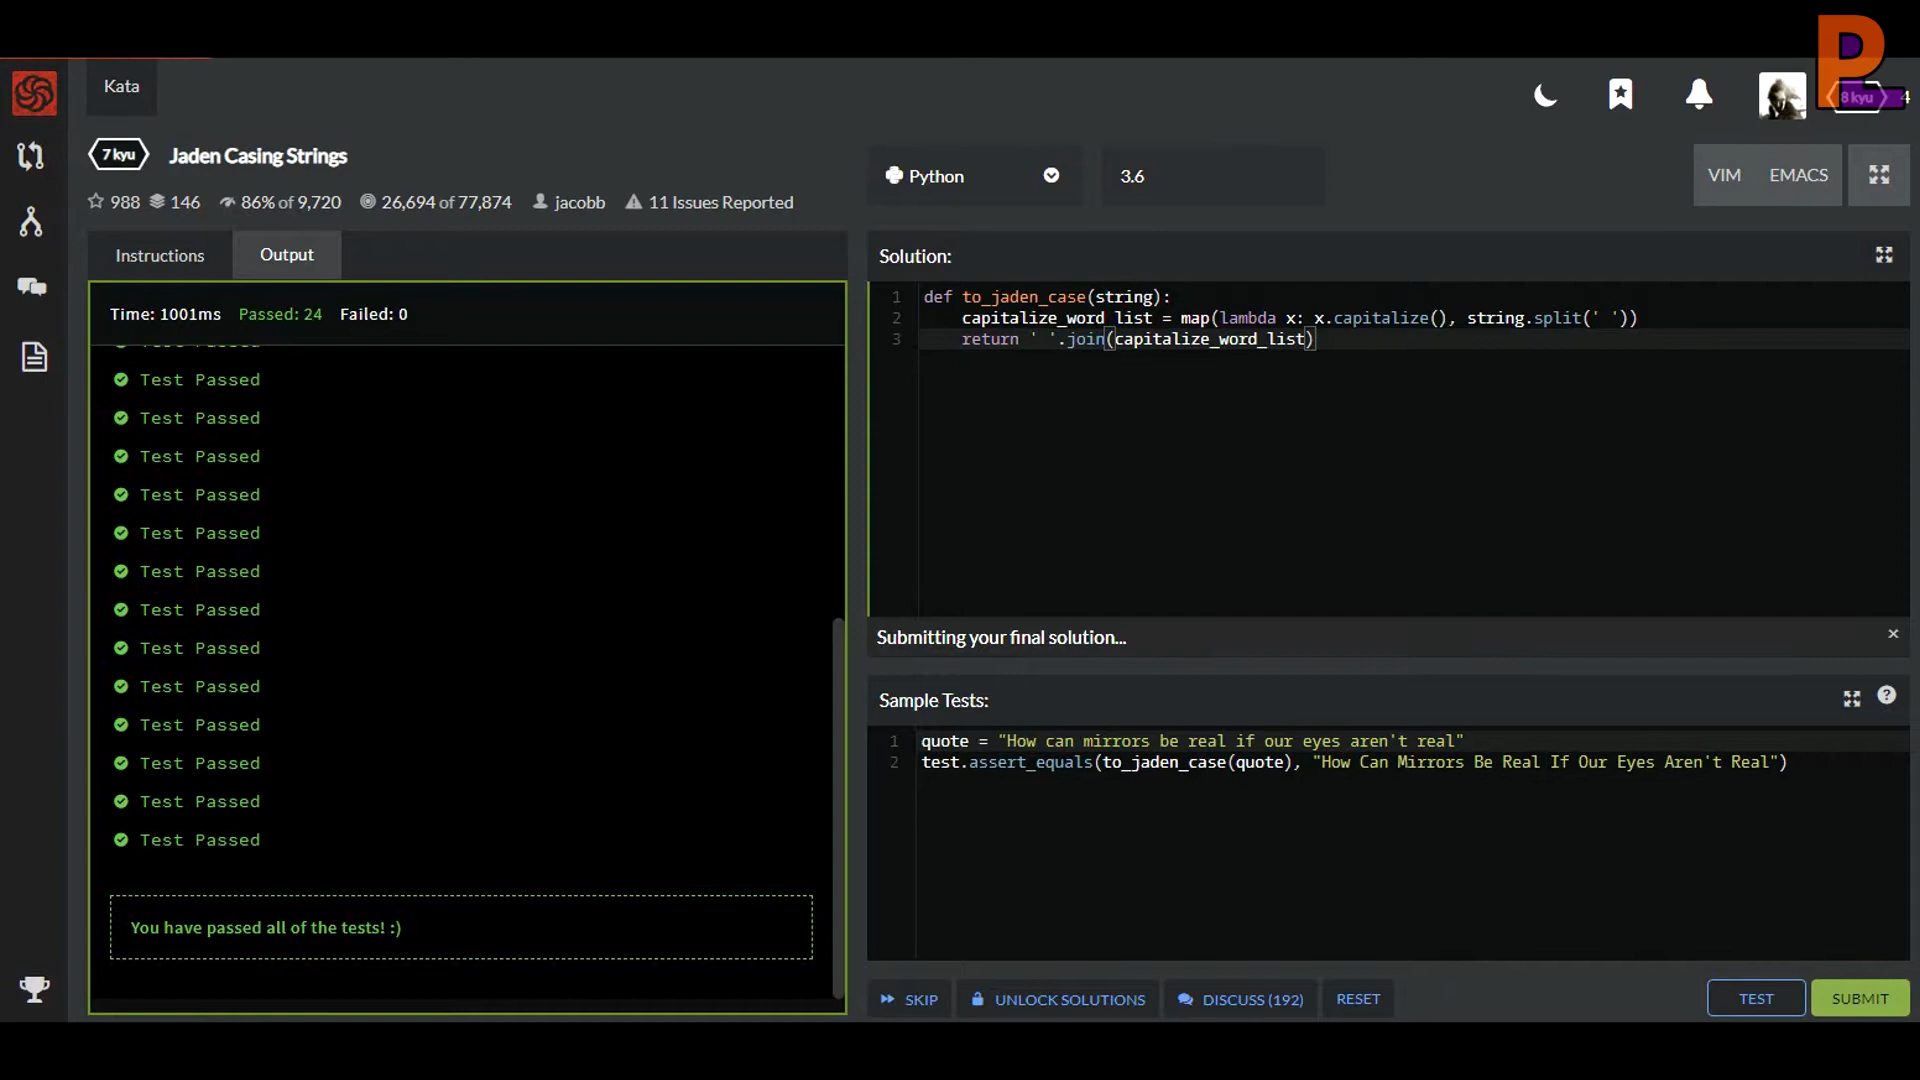 PL
Kata
8 kyu
4
7 kyu
Jaden Casing Strings
988
146
86% of 9,720
26,694 of 77,874
jacobb
11 Issues Reported
Python
3.6
VIM
EMACS
Instructions
Output
Time: 1001ms
Passed: 24
Failed: 0
Test Passed
Test Passed
Test Passed
Test Passed
Test Passed
Test Passed
Test Passed
Test Passed
Test Passed
Test Passed
Test Passed
Test Passed
Test Passed
You have passed all of the tests! :)
Solution:
1 def to_jaden_case(string):
2 capitalize_word_list = map(lambda x: x.capitalize(), string.split(' '))
3 return ' '.join(capitalize_word_list)
Submitting your final solution...
×
Sample Tests:
?
1 quote = "How can mirrors be real if our eyes aren't real"
2 test.assert_equals(to_jaden_case(quote), "How Can Mirrors Be Real If Our Eyes Aren't Real")
SKIP
UNLOCK SOLUTIONS
DISCUSS (192)
RESET
TEST
SUBMIT